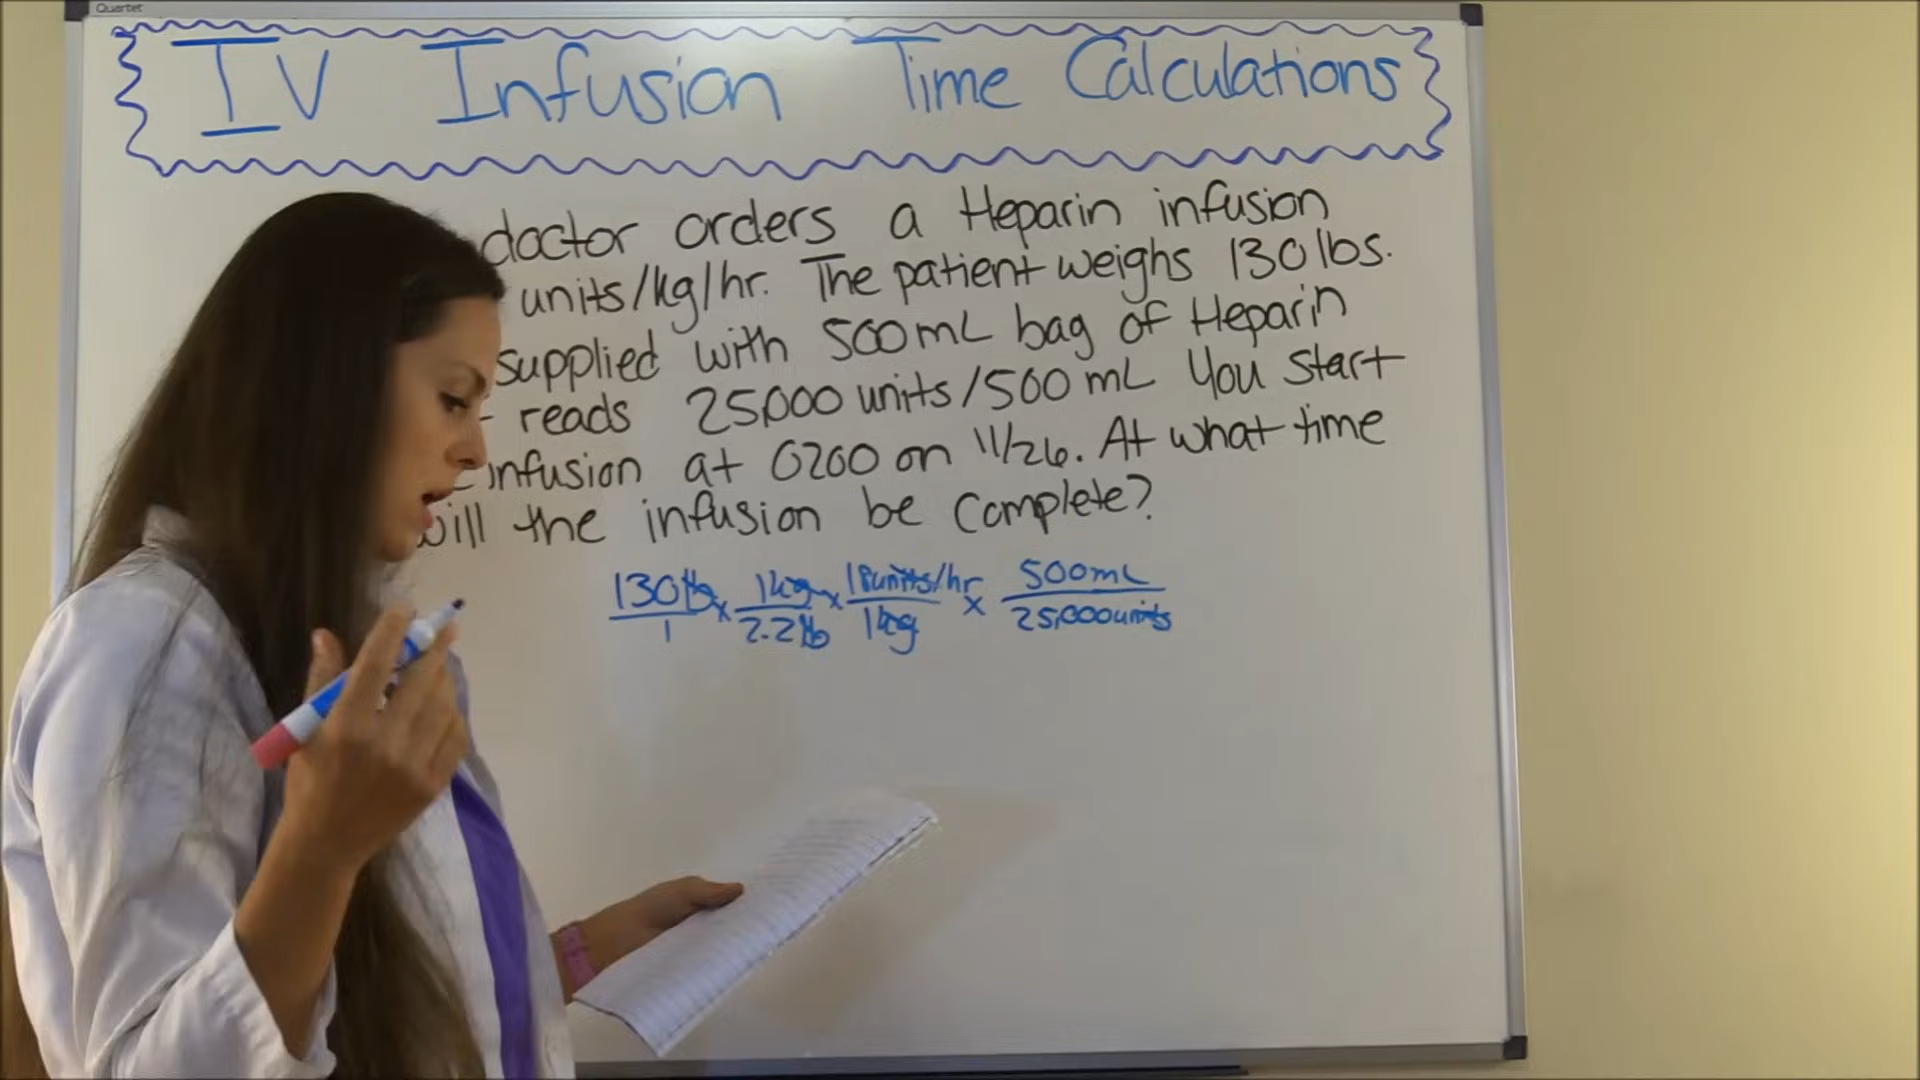 Quartet
IV Infusion Time Calculations
doctor orders a Heparin infusion
units/kg/hr. The patient weighs 130 lbs.
supplied with 500 mL bag of Heparin
reads 25,000 units/500 mL You start
infusion at 0200 on 11/26. At what time
will the infusion be complete?
130 lb x 1 kg x 18 units/hr x 500 mL
1 2.2 lb 1 kg 25,000 units